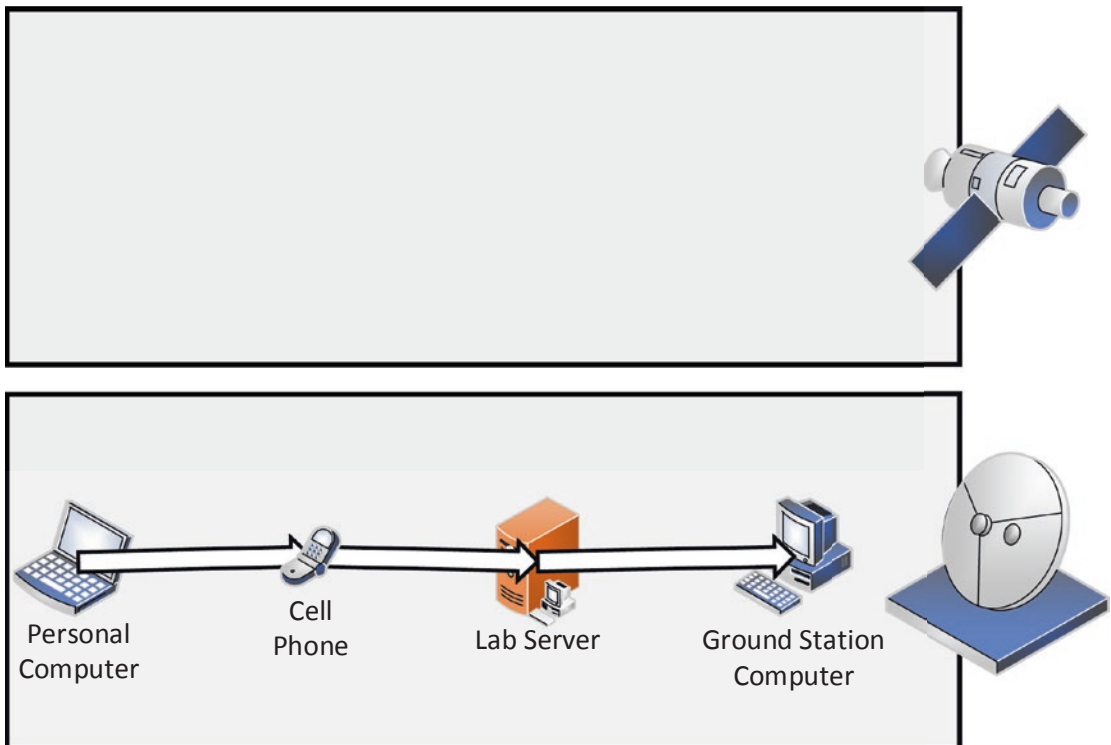 Personal
Computer
Cell
Phone
Lab Server
Ground Station
Computer